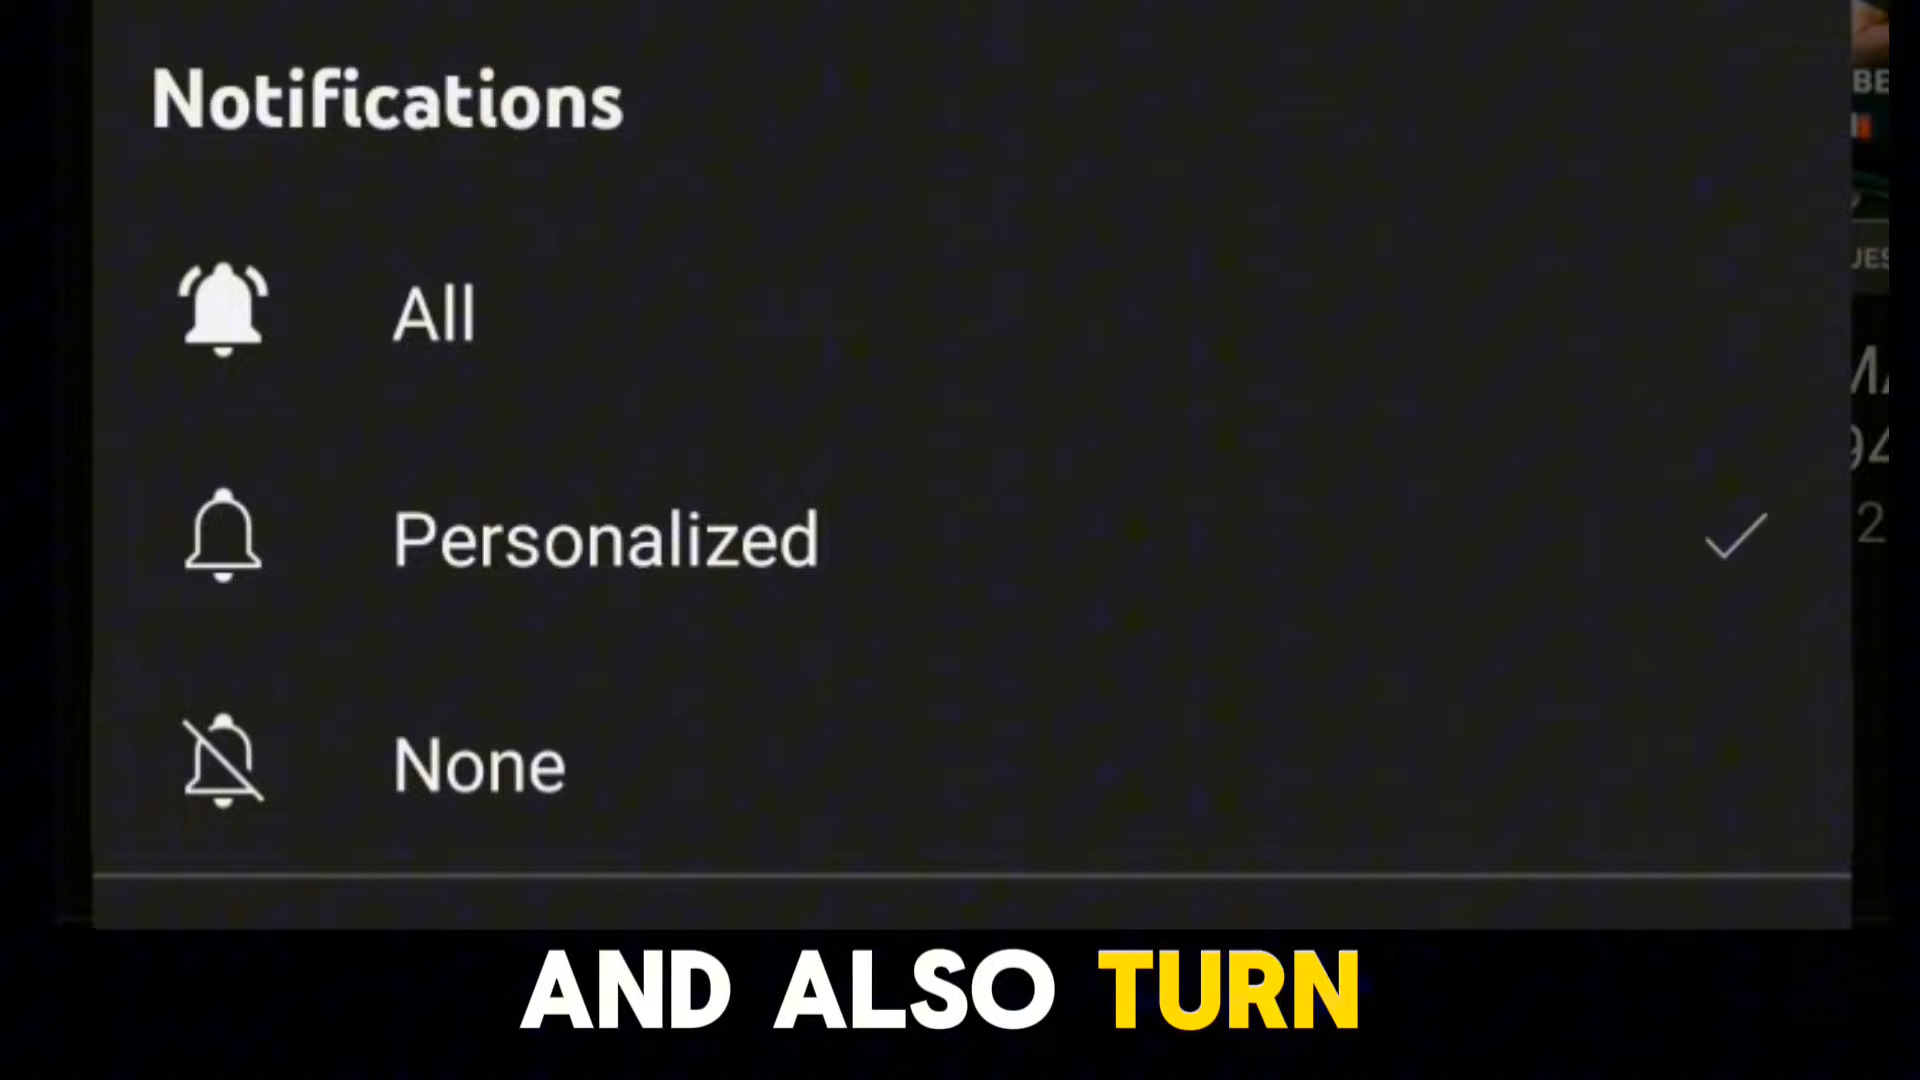 Notifications
All
Personalized
None
AND ALSO TURN